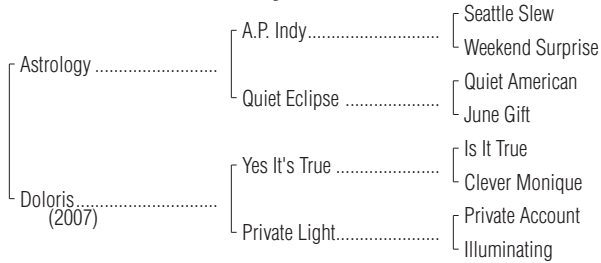 Seattle Slew
A.P. Indy........................
Weekend Surprise
Astrology ......................
Quiet American
Quiet Eclipse .................
June Gift
Is It True
Yes It's True ...................
Clever Monique
Doloris..........................
(2007)
Private Account
Private Light...................
Illuminating